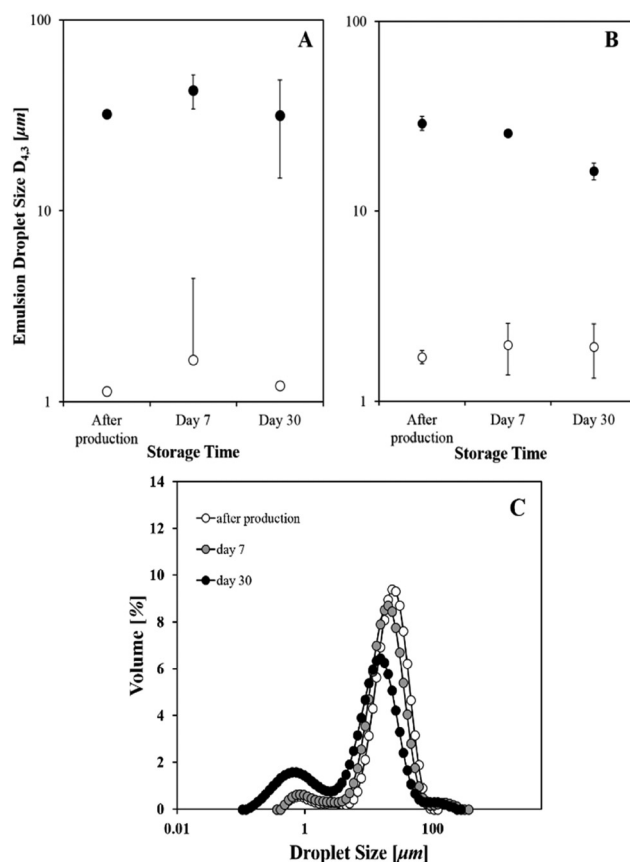 A
100
10
1
Emulsion Droplet Size D4,3 [μm]
After production
Day 7
Day 30
Storage Time
B
100
10
1
After production
Day 7
Day 30
Storage Time
C
14
12
10
8
6
4
2
0
Volume [%]
after production
day 7
day 30
0.01
1
100
Droplet Size [μm]